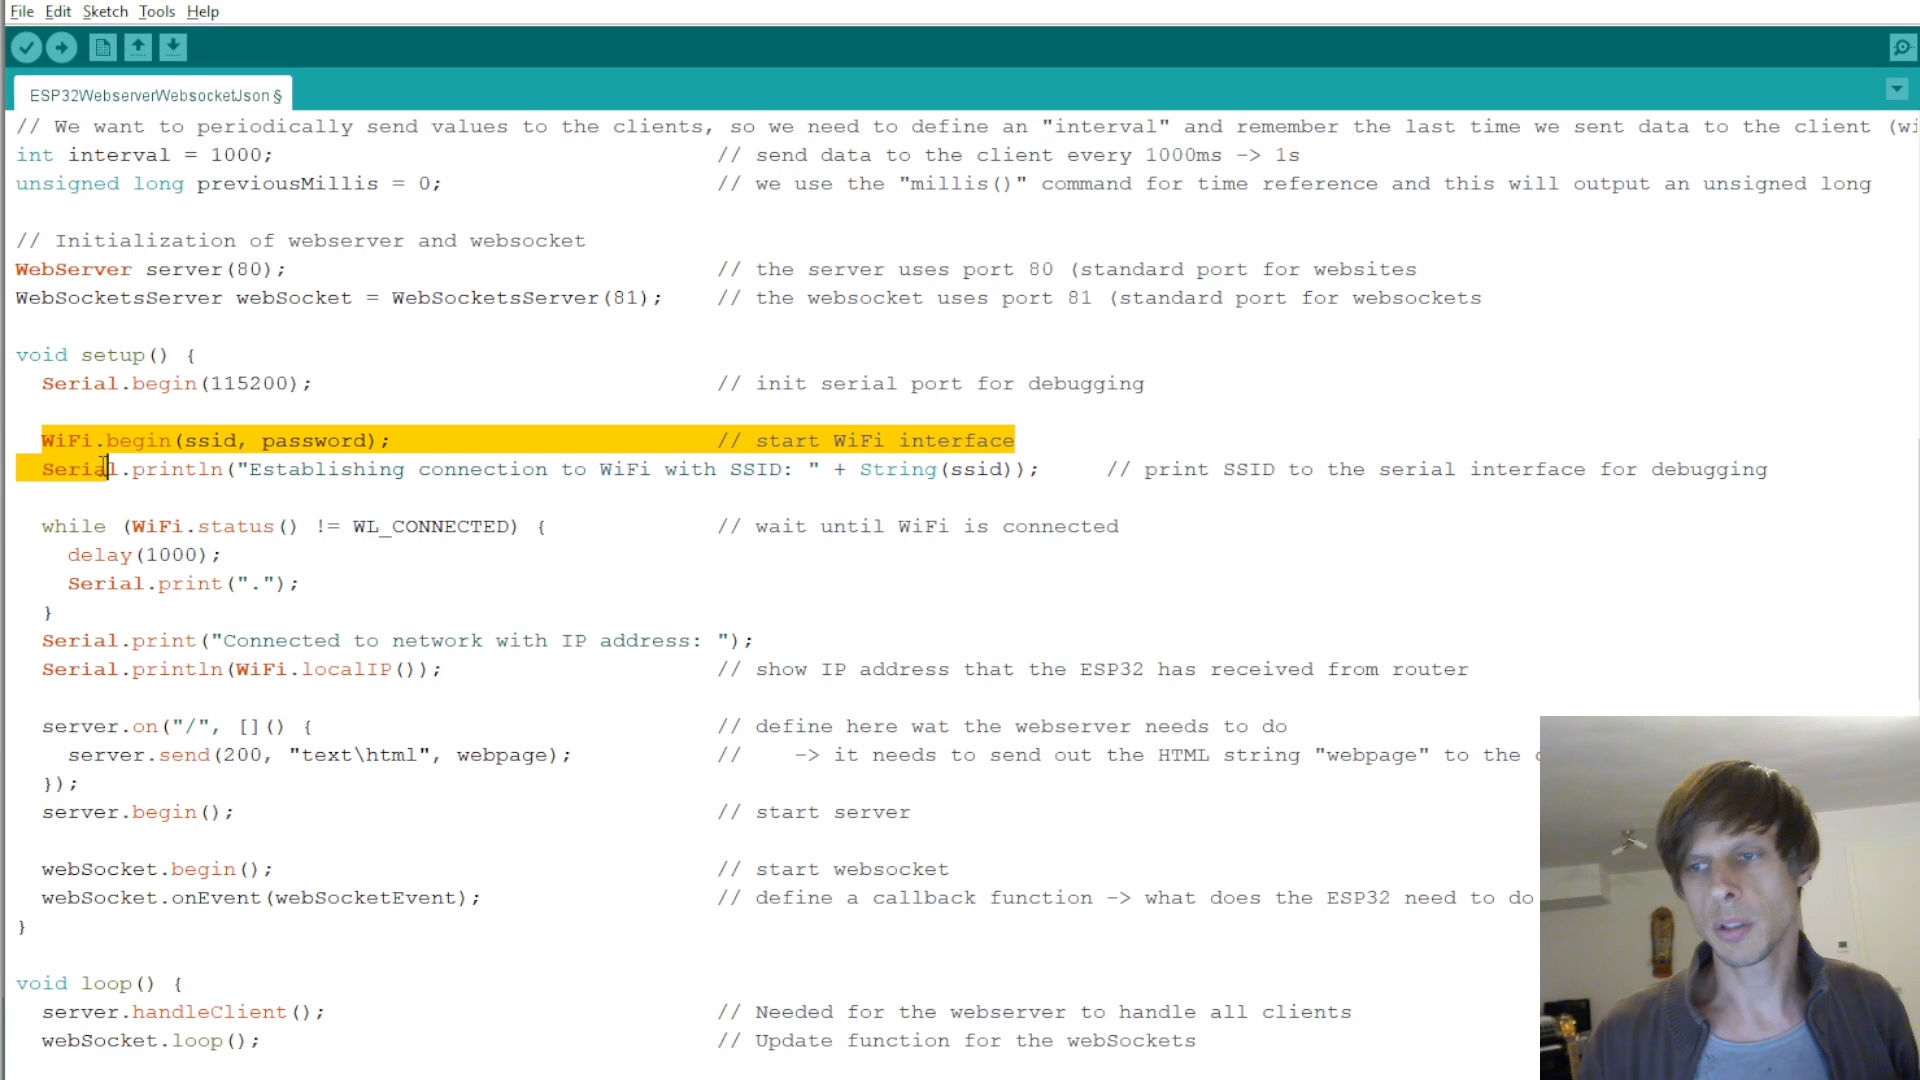 File Edit Sketch Tools Help
ESP32WebserverWebsocketJson §
// We want to periodically send values to the clients, so we need to define an "interval" and remember the last time we sent data to the client (wi
int interval = 1000; // send data to the client every 1000ms -> 1s
unsigned long previousMillis = 0; // we use the "millis()" command for time reference and this will output an unsigned long
// Initialization of webserver and websocket
WebServer server(80); // the server uses port 80 (standard port for websites
WebSocketsServer webSocket = WebSocketsServer(81); // the websocket uses port 81 (standard port for websockets
void setup() {
Serial.begin(115200); // init serial port for debugging
WiFi.begin(ssid, password); // start WiFi interface
Serial.println("Establishing connection to WiFi with SSID: " + String(ssid)); // print SSID to the serial interface for debugging
while (WiFi.status() != WL_CONNECTED) { // wait until WiFi is connected
delay(1000);
Serial.print(".");
}
Serial.print("Connected to network with IP address: ");
Serial.println(WiFi.localIP()); // show IP address that the ESP32 has received from router
server.on("/", []() { // define here wat the webserver needs to do
server.send(200, "text\html", webpage); // -> it needs to send out the HTML string "webpage" to the
});
server.begin(); // start server
webSocket.begin(); // start websocket
webSocket.onEvent(webSocketEvent); // define a callback function -> what does the ESP32 need to do
}
void loop() {
server.handleClient(); // Needed for the webserver to handle all clients
webSocket.loop(); // Update function for the webSockets